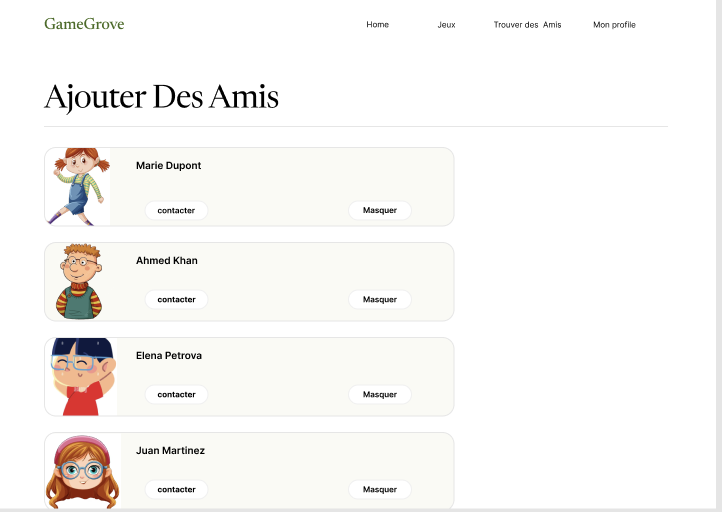 GameGrove Home Jeux Trouver des Amis Mon profile
Ajouter Des Amis
Marie Dupont
contacter Masquer
Ahmed Khan
contacter Masquer
Elena Petrova
contacter Masquer
Juan Martinez
contacter Masquer